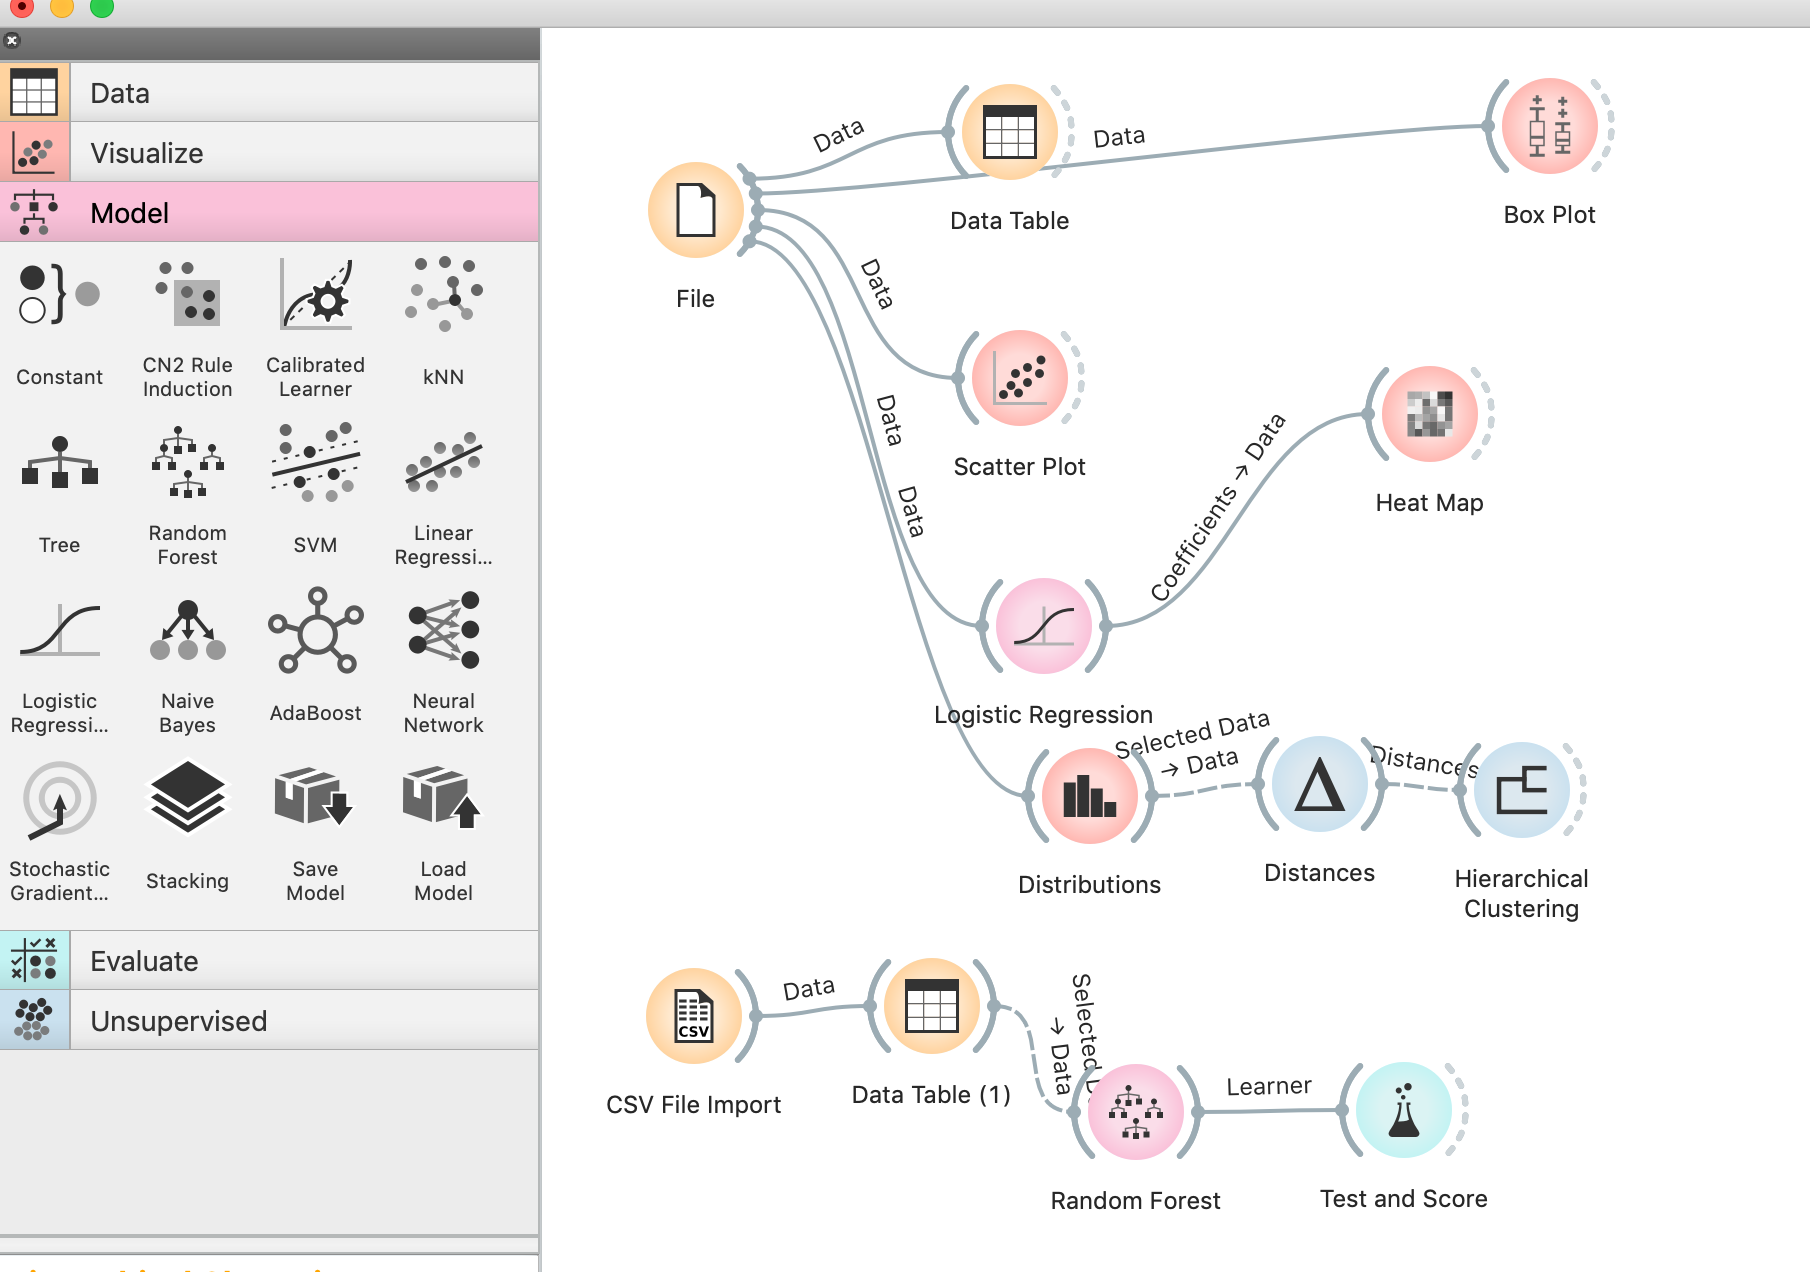 Data
Visualize
Model
Constant
CN2 Rule
Induction
Calibrated
Learner
kNN
Tree
Random
Forest
SVM
Linear
Regressi...
Logistic
Regressi...
Naive
Bayes
AdaBoost
Neural
Network
Stochastic
Gradient...
Stacking
Save
Model
Load
Model
Evaluate
Unsupervised
File
Data
Data Table
Data
Box Plot
Data
Scatter Plot
Data
Data
Logistic Regression
Coefficients → Data
Heat Map
Distributions
Selected Data
→ Data
Distances
Distances
Hierarchical
Clustering
CSV
CSV File Import
Data
Data Table (1)
Selected D
→ Data
Random Forest
Learner
Test and Score